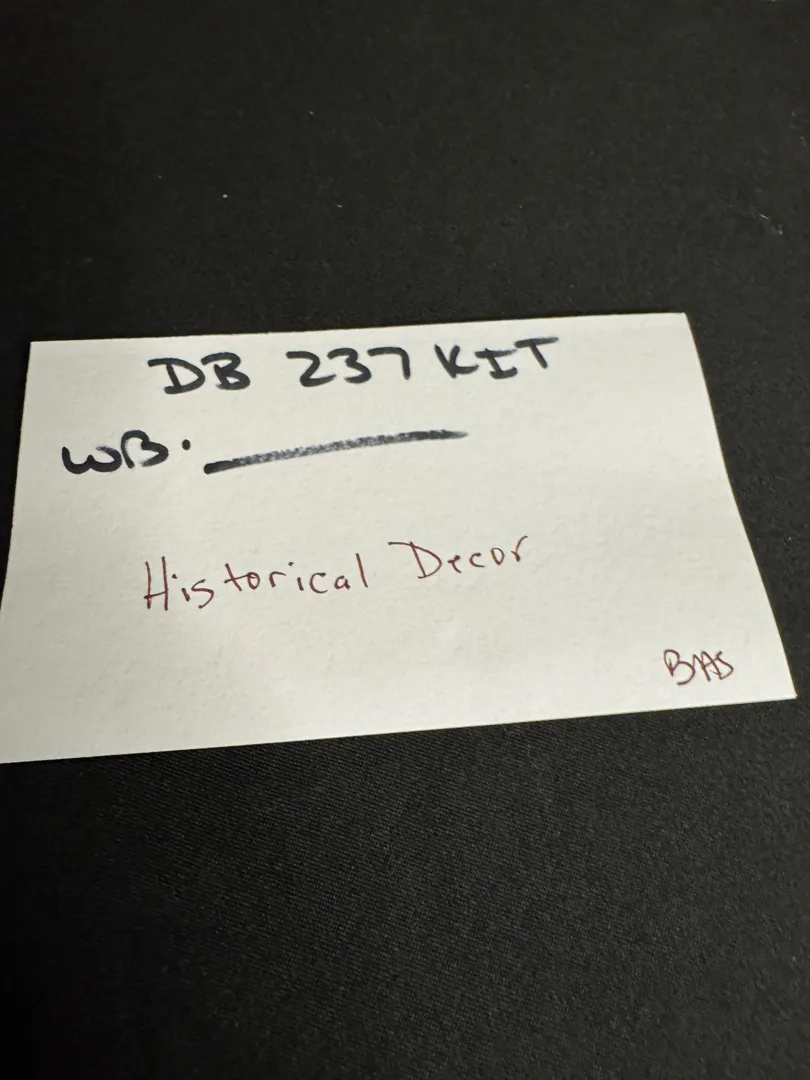 DB 237 KIT
WB.
Historical Decor
BAS